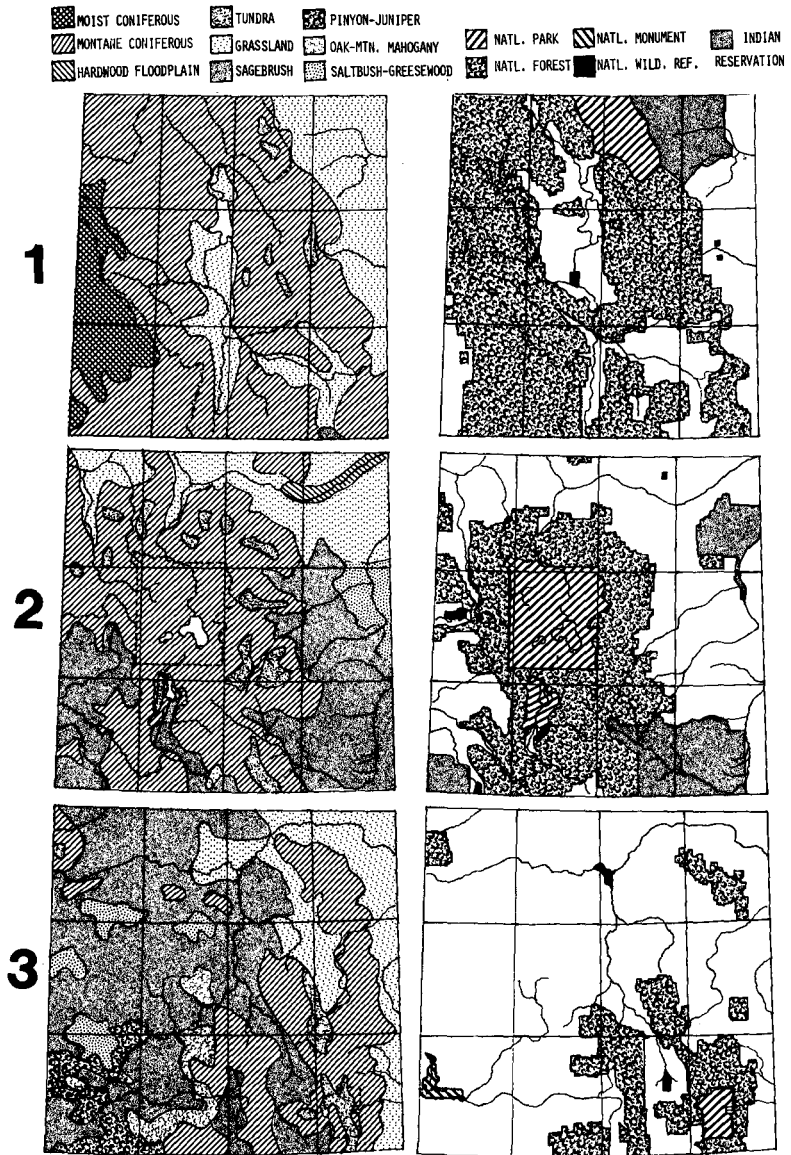 MOIST CONIFEROUS TUNDRA PINYON-JUNIPER
MONTANE CONIFEROUS GRASSLAND OAK-MTN. MAHOGANY NATL. PARK NATL. MONUMENT INDIAN
HARDWOOD FLOODPLAIN SAGEBRUSH SALTBUSH-GREESEWOOD NATL. FOREST NATL. WILD. REF. RESERVATION
1
2
3